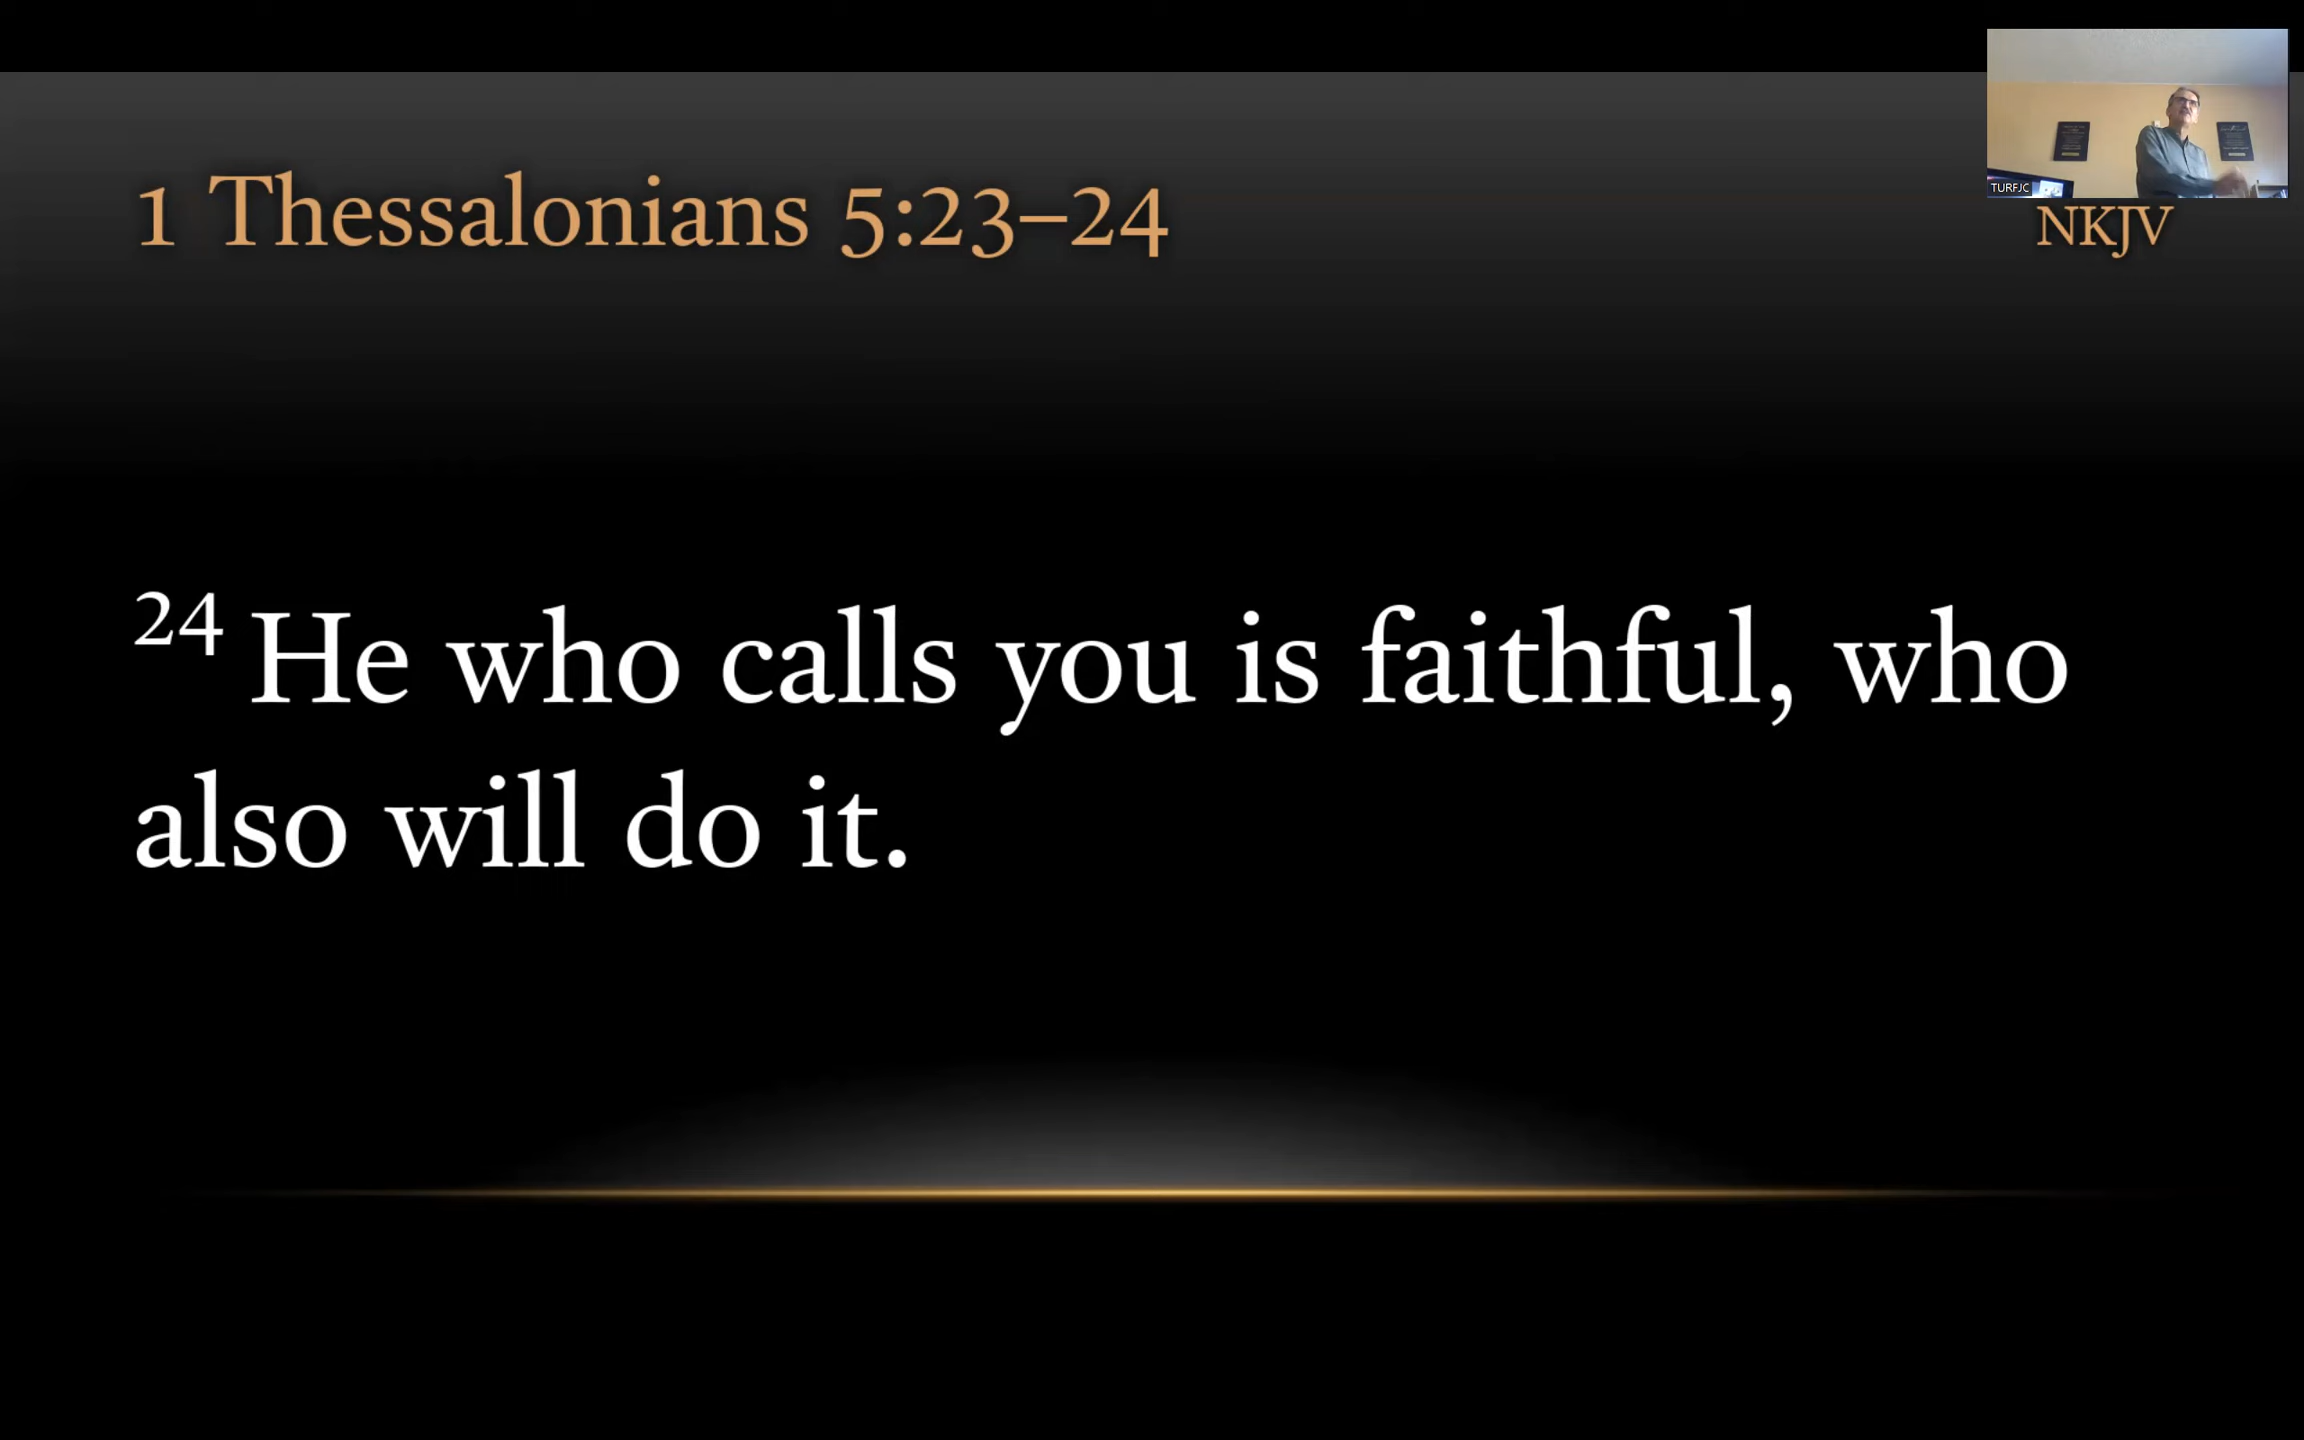 TURFJC
1 Thessalonians 5:23–24
NKJV
24 He who calls you is faithful, who
also will do it.